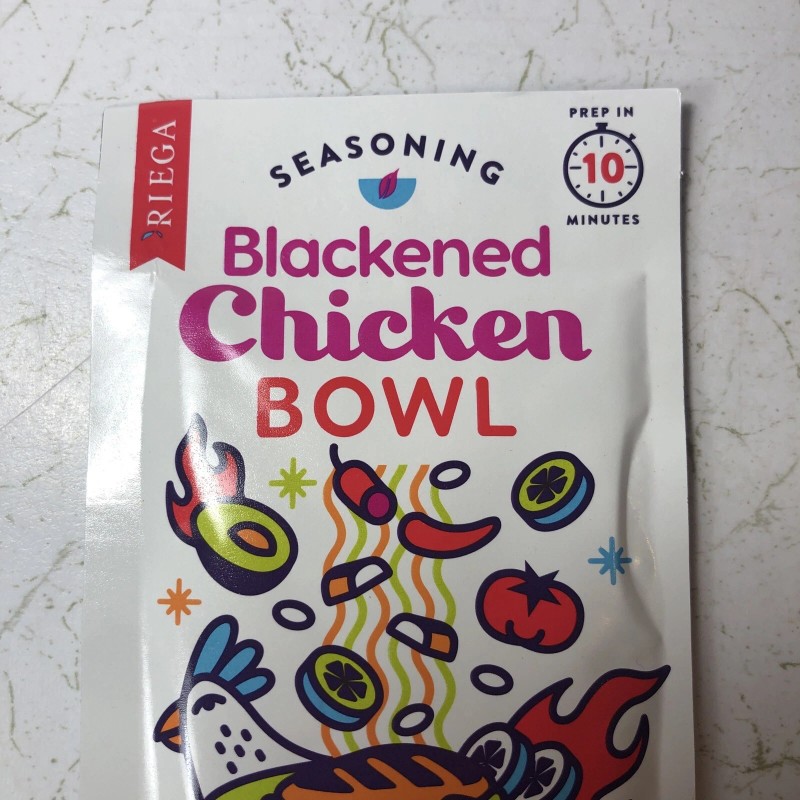 RIEGA
SEASONING
PREP IN
10
MINUTES
Blackened
Chicken
BOWL